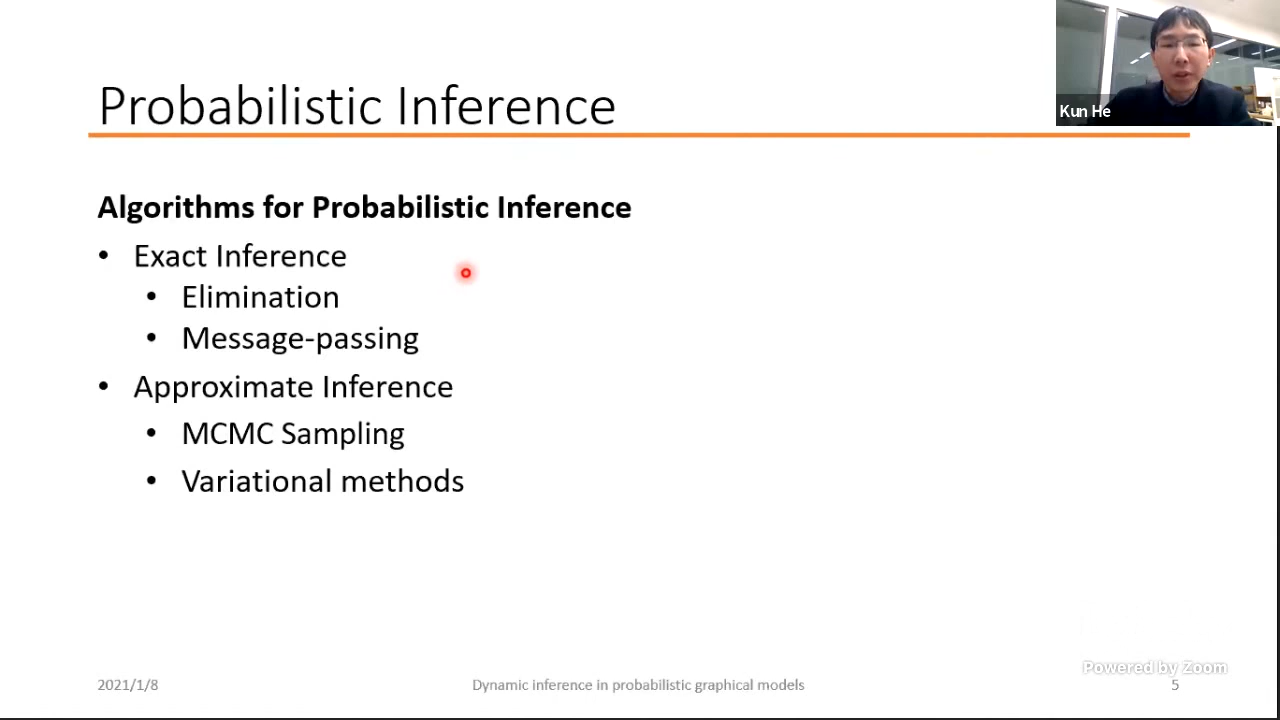 Probabilistic Inference
Kun He
Algorithms for Probabilistic Inference
• Exact Inference
• Elimination
• Message-passing
• Approximate Inference
• MCMC Sampling
• Variational methods
Powered by Zoom
2021/1/8
Dynamic inference in probabilistic graphical models
5